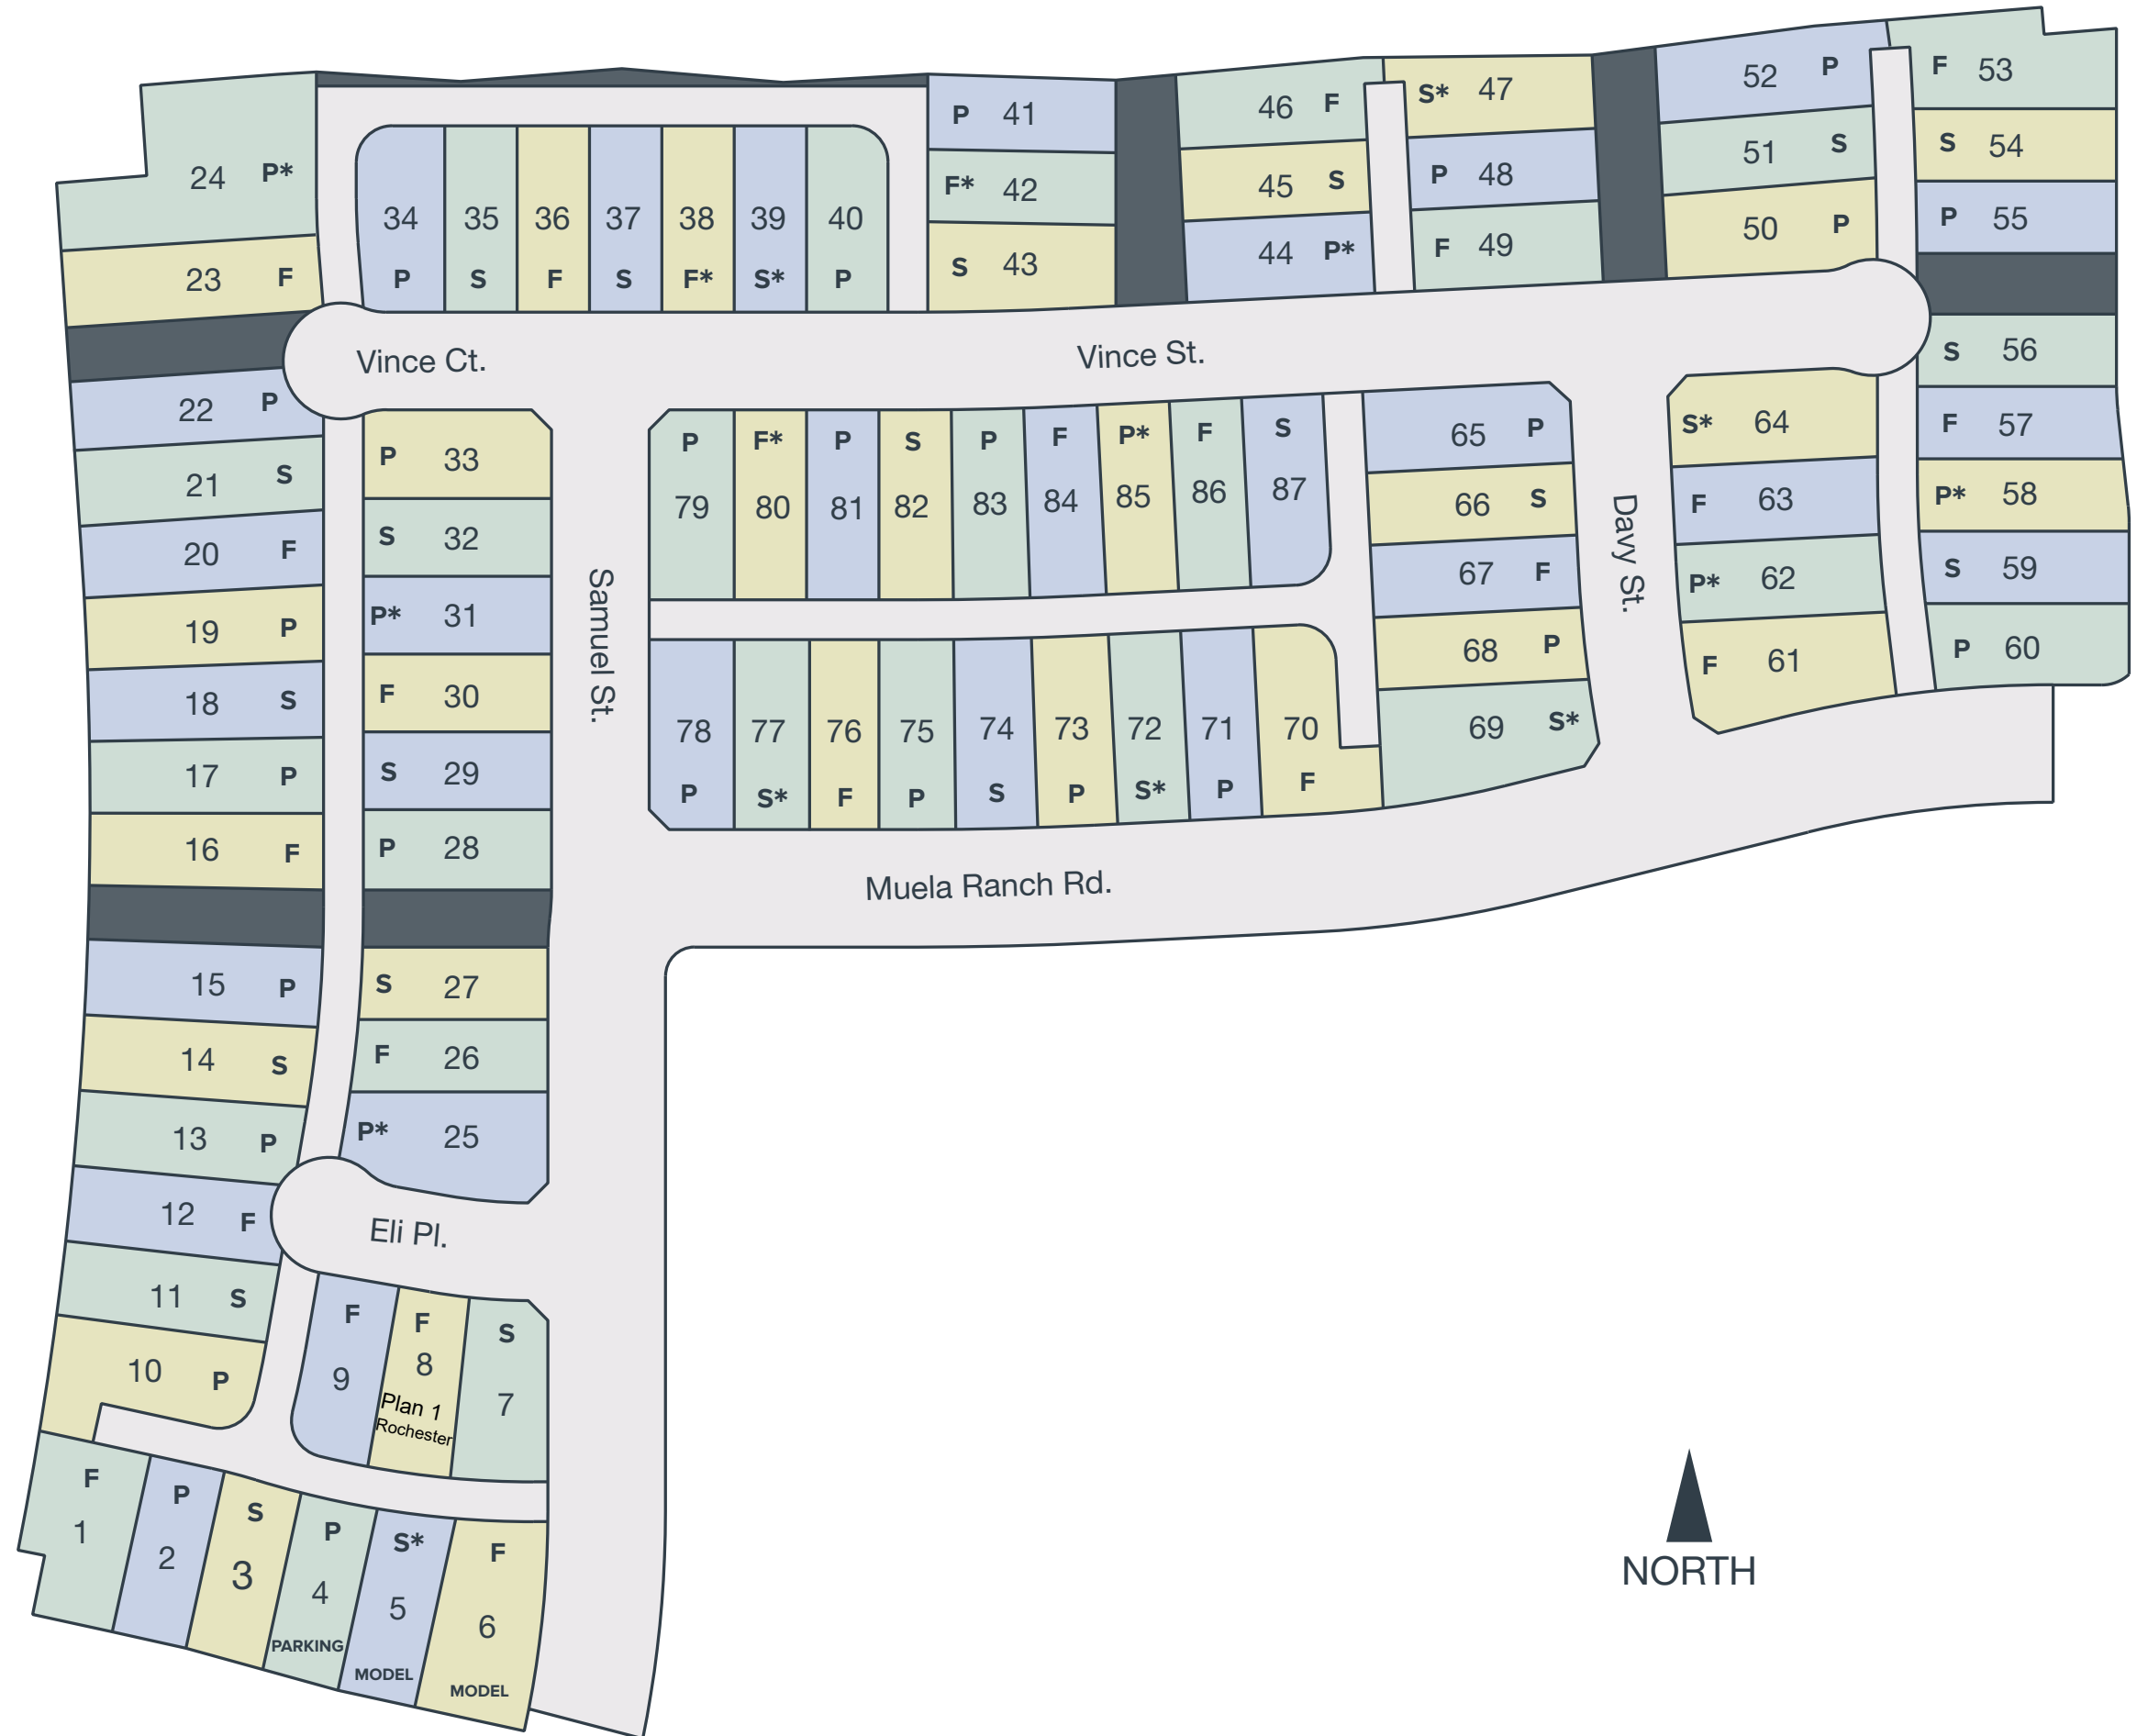 52 P
F 53
S* 47
46 F
P 41
24 P*
51 S
S 54
P 48
45 S
F* 42
34 35 36 37 38 39 40
P S F S F* S* P
50 P
P 55
F 49
44 P*
S 43
23 F
Vince Ct.
Vince St.
S 56
22 P
P 33
21 S
S 32
20 F
P* 31
19 P
F 30
18 S
S 29
17 P
P 28
16 F
Samuel St.
P F* P S P F P* F S
79 80 81 82 83 84 85 86 87
65 P
66 S
67 F
68 P
69 S*
Davy St.
S* 64
F 63
P* 62
F 61
F 57
P* 58
S 59
P 60
78 77 76 75 74 73 72 71 70
P S* F P S P S* P F
Muela Ranch Rd.
15 P
S 27
14 S
F 26
13 P
P* 25
12 F
Eli Pl.
11 S
10 P
F F S
9 8 7
Plan 1
Rochester
F P S P S* F
1 2 3 4 5 6
PARKING
MODEL
MODEL
NORTH